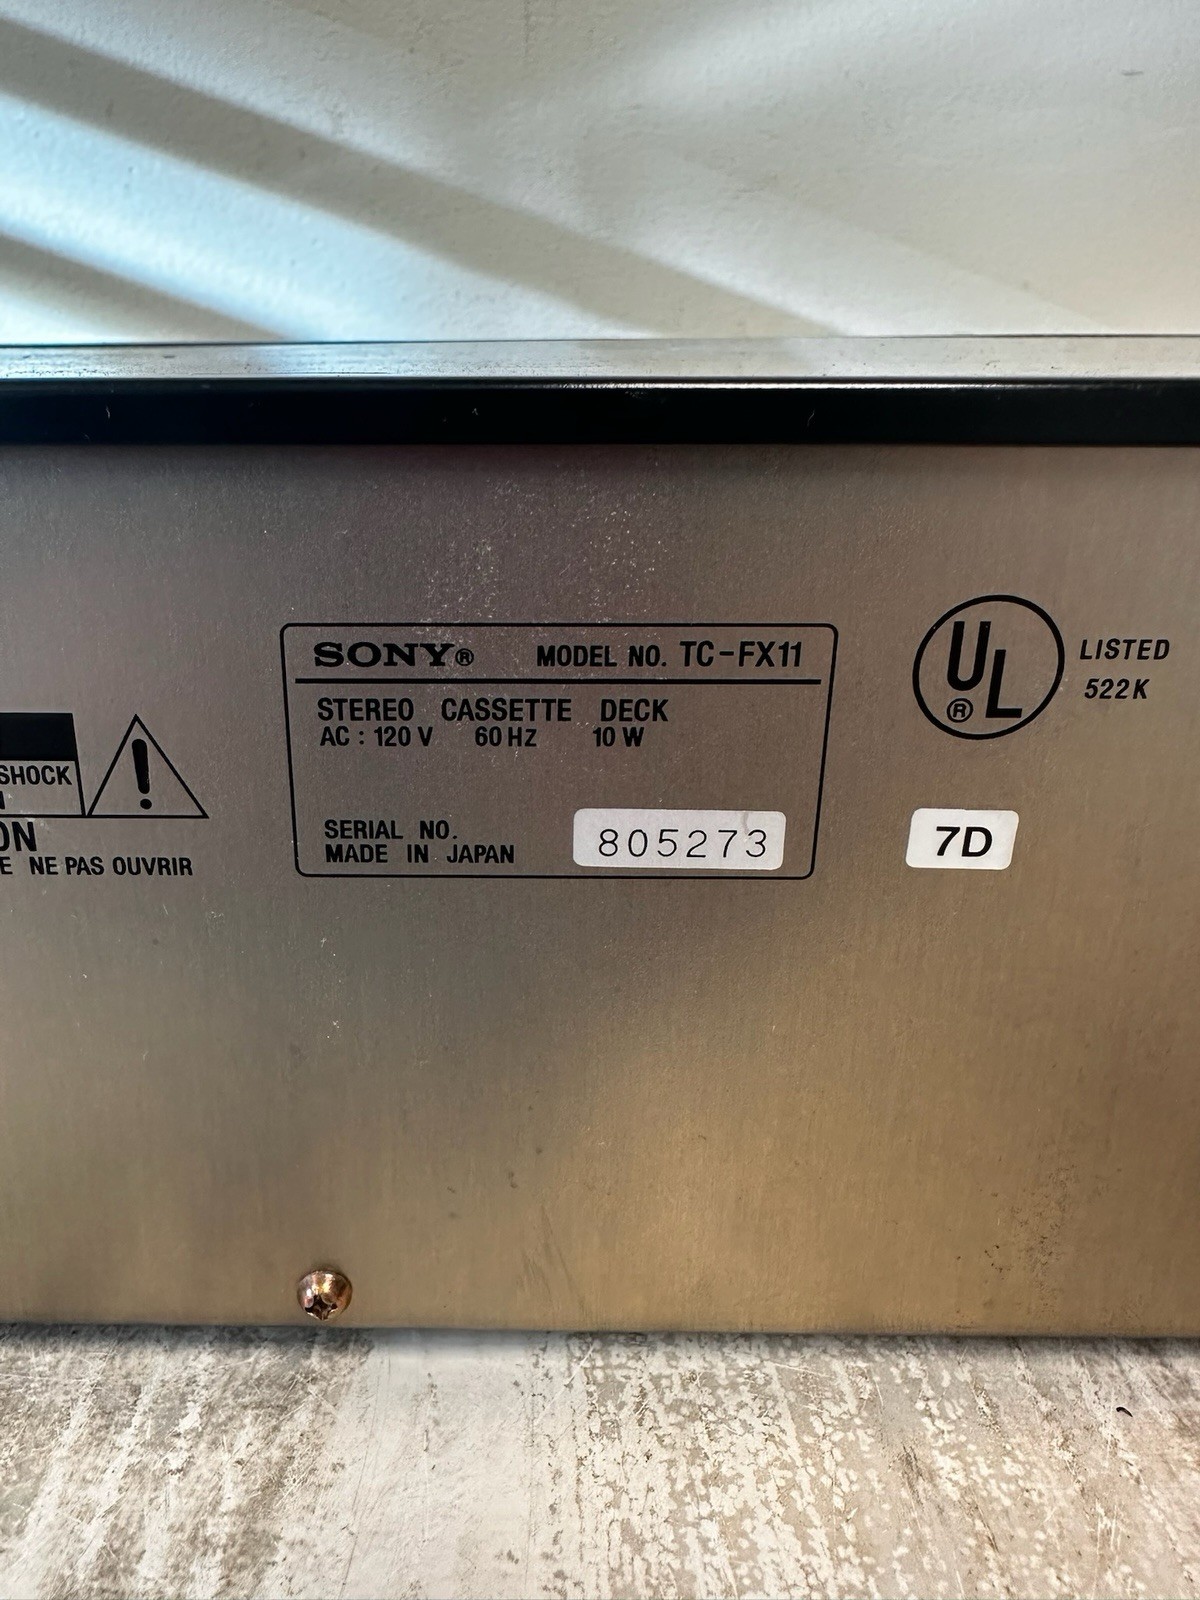 SONY® MODEL NO. TC-FX11
STEREO CASSETTE DECK
AC : 120 V 60 Hz 10 W
SERIAL NO. 805273
MADE IN JAPAN
UL ® LISTED
522K
7D
SHOCK
!
NE PAS OUVRIR